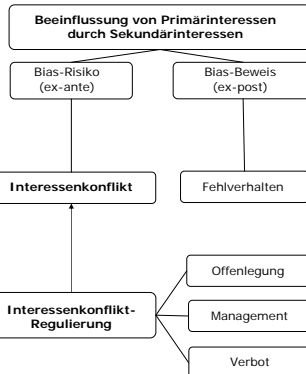 Beeinflussung von Primärinteressen
durch Sekundärinteressen
Bias-Risiko
(ex-ante)
Bias-Beweis
(ex-post)
Interessenkonflikt
Fehlverhalten
Offenlegung
Interessenkonflikt-
Regulierung
Management
Verbot